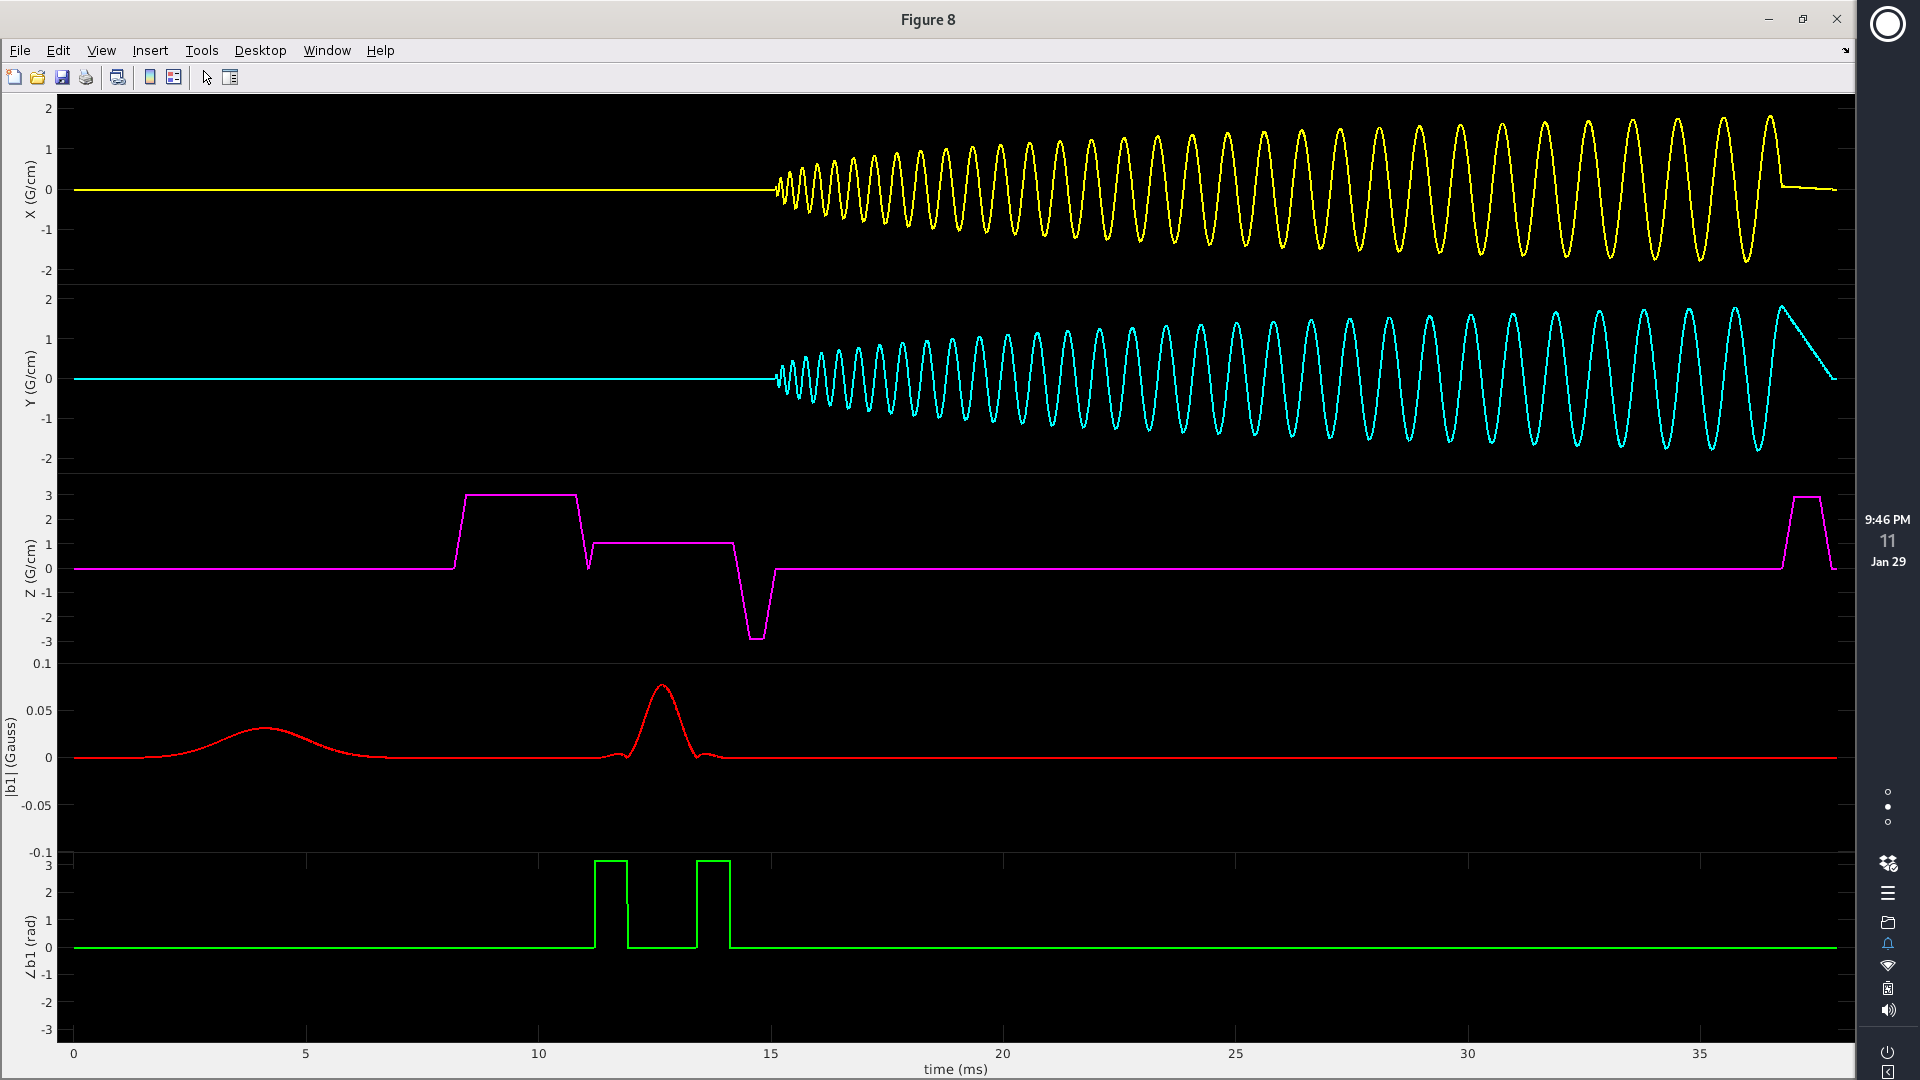 Figure 8
File Edit View Insert Tools Desktop Window Help
2
1
0
-1
-2
X (G/cm)
2
1
0
-1
-2
Y (G/cm)
3
2
1
0
-1
-2
-3
Z (G/cm)
0.1
0.05
0
-0.05
-0.1
|b1| (Gauss)
3
2
1
0
-1
-2
-3
∠b1 (rad)
0 5 10 15 20 25 30 35
time (ms)
9:46 PM
11
Jan 29